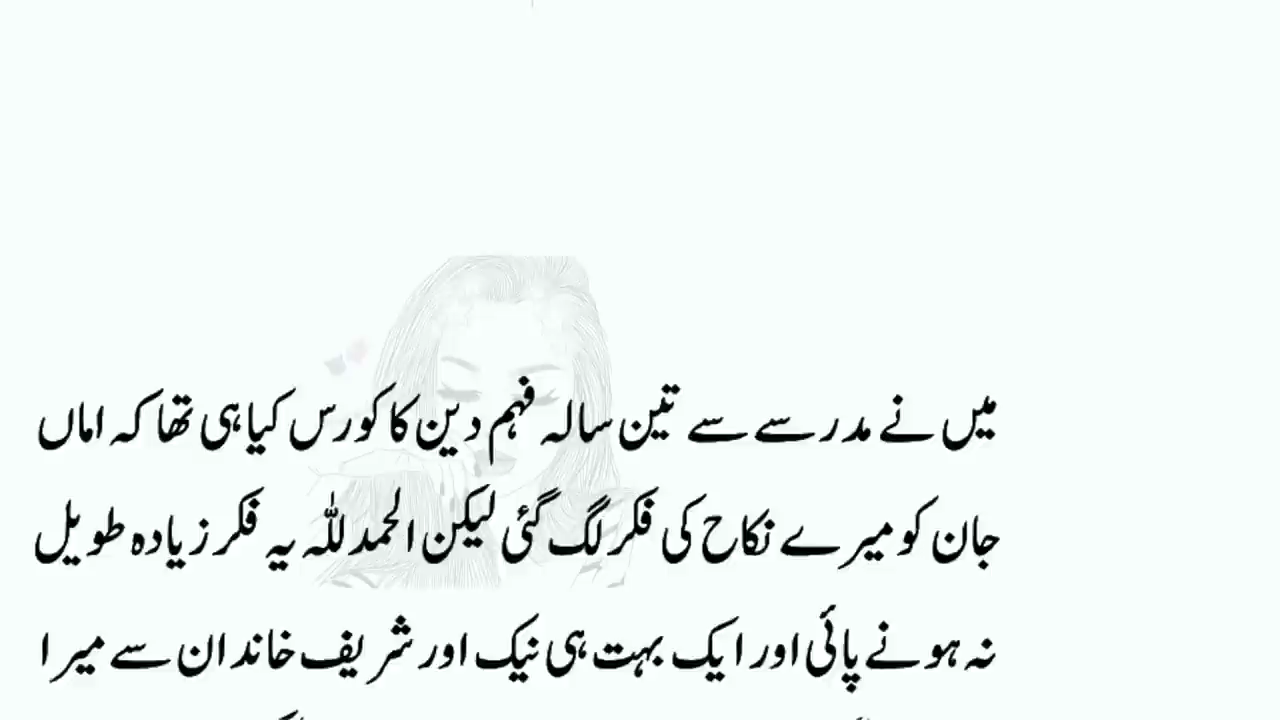 میں نے مدرسے سے تین سالہ فہم دین کا کورس کیا ہی تھا کہ اماں
جان کو میرے نکاح کی فکر لگ گئی لیکن الحمدللہ یہ فکر زیادہ طویل
نہ ہونے پائی اور ایک بہت ہی نیک اور شریف خاندان سے میرا